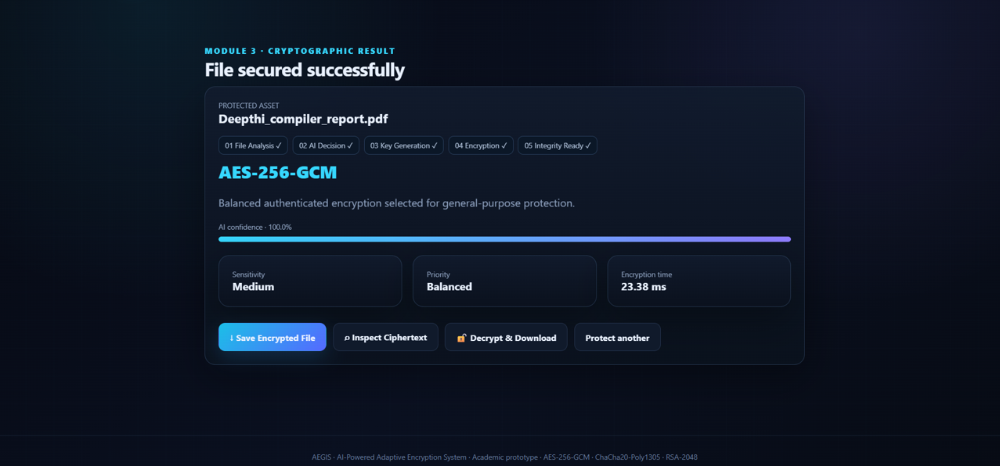 MODULE 3 · CRYPTOGRAPHIC RESULT
File secured successfully
PROTECTED ASSET
Deepthi_compiler_report.pdf
01 File Analysis ✓ 02 AI Decision ✓ 03 Key Generation ✓ 04 Encryption ✓ 05 Integrity Ready ✓
AES-256-GCM
Balanced authenticated encryption selected for general-purpose protection.
AI confidence · 100.0%
Sensitivity Priority Encryption time
Medium Balanced 23.38 ms
↓ Save Encrypted File ⌕ Inspect Ciphertext 🔓 Decrypt & Download Protect another
AEGIS · AI-Powered Adaptive Encryption System · Academic prototype · AES-256-GCM · ChaCha20-Poly1305 · RSA-2048